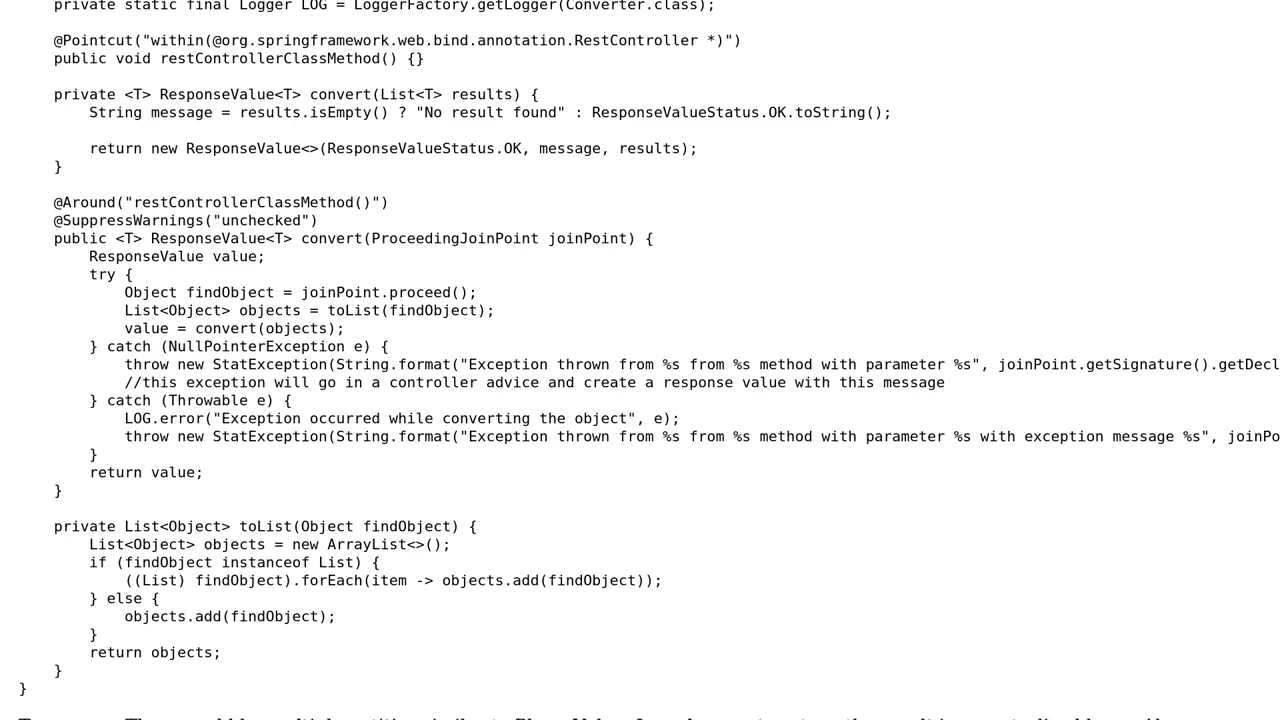 private static final Logger LOG = LoggerFactory.getLogger(Converter.class);
@Pointcut("within(@org.springframework.web.bind.annotation.RestController *)")
public void restControllerClassMethod() {}
private <T> ResponseValue<T> convert(List<T> results) {
String message = results.isEmpty() ? "No result found" : ResponseValueStatus.OK.toString();
return new ResponseValue<>(ResponseValueStatus.OK, message, results);
}
@Around("restControllerClassMethod()")
@SuppressWarnings("unchecked")
public <T> ResponseValue<T> convert(ProceedingJoinPoint joinPoint) {
ResponseValue value;
try {
Object findObject = joinPoint.proceed();
List<Object> objects = toList(findObject);
value = convert(objects);
} catch (NullPointerException e) {
throw new StatException(String.format("Exception thrown from %s from %s method with parameter %s", joinPoint.getSignature().getDecl
//this exception will go in a controller advice and create a response value with this message
} catch (Throwable e) {
LOG.error("Exception occurred while converting the object", e);
throw new StatException(String.format("Exception thrown from %s from %s method with parameter %s with exception message %s", joinPo
}
return value;
}
private List<Object> toList(Object findObject) {
List<Object> objects = new ArrayList<>();
if (findObject instanceof List) {
((List) findObject).forEach(item -> objects.add(findObject));
} else {
objects.add(findObject);
}
return objects;
}
}